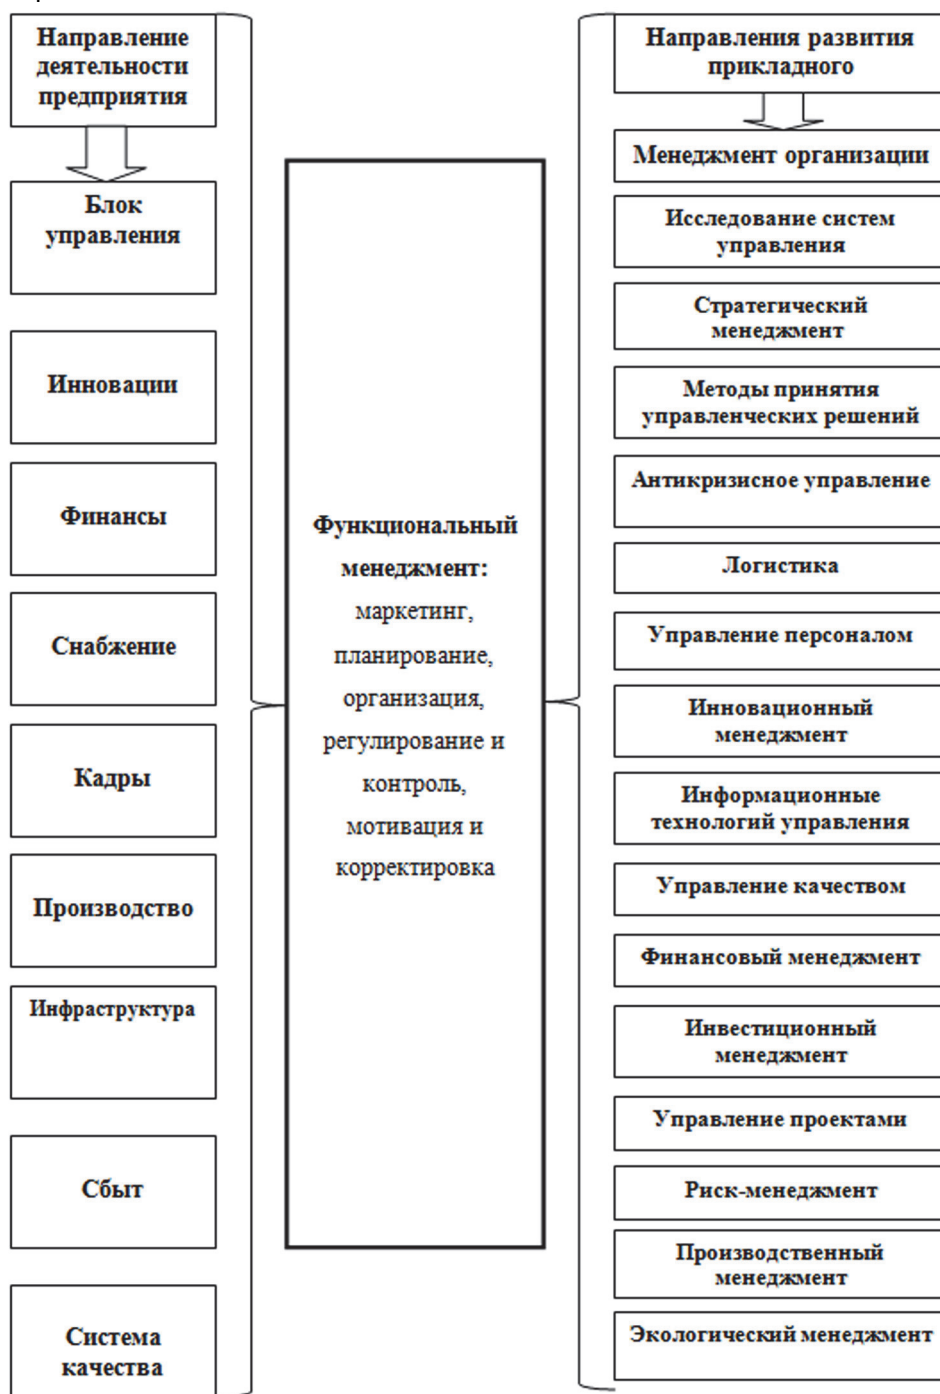 Направление
деятельности
предприятия
Блок
управления
Инновации
Финансы
Снабжение
Кадры
Производство
Инфраструктура
Сбыт
Система
качества
Функциональный
менеджмент:
маркетинг,
планирование,
организация,
регулирование и
контроль,
мотивация и
корректировка
Направления развития
прикладного
Менеджмент организации
Исследование систем
управления
Стратегический
менеджмент
Методы принятия
управленческих решений
Антикризисное управление
Логистика
Управление персоналом
Инновационный
менеджмент
Информационные
технологий управления
Управление качеством
Финансовый менеджмент
Инвестиционный
менеджмент
Управление проектами
Риск-менеджмент
Производственный
менеджмент
Экологический менеджмент